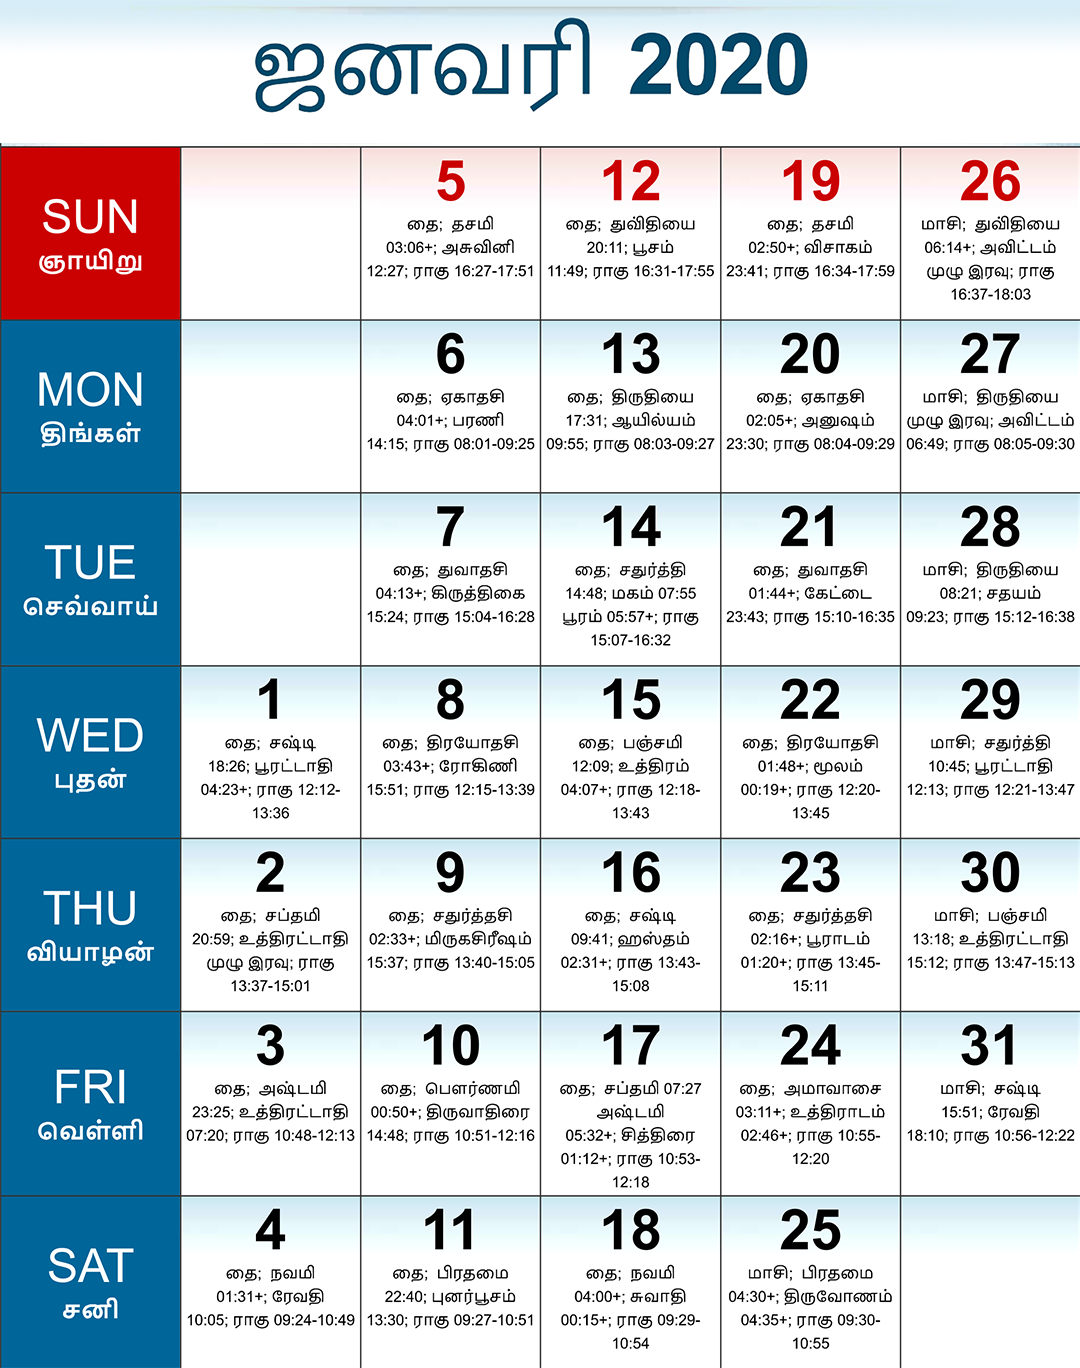 ஜனவரி 2020
SUN
ஞாயிறு
5
தை; தசமி
03:06+; அசுவினி
12:27; ராகு 16:27-17:51
12
தை; துவிதியை
20:11; பூசம்
11:49; ராகு 16:31-17:55
19
தை; தசமி
02:50+; விசாகம்
23:41; ராகு 16:34-17:59
26
மாசி; துவிதியை
06:14+; அவிட்டம்
முழு இரவு; ராகு
16:37-18:03
MON
திங்கள்
6
தை; ஏகாதசி
04:01+; பரணி
14:15; ராகு 08:01-09:25
13
தை; திருதியை
17:31; ஆயில்யம்
09:55; ராகு 08:03-09:27
20
தை; ஏகாதசி
02:05+; அனுஷம்
23:30; ராகு 08:04-09:29
27
மாசி; திருதியை
முழு இரவு; அவிட்டம்
06:49; ராகு 08:05-09:30
TUE
செவ்வாய்
7
தை; துவாதசி
04:13+; கிருத்திகை
15:24; ராகு 15:04-16:28
14
தை; சதுர்த்தி
14:48; மகம் 07:55
பூரம் 05:57+; ராகு
15:07-16:32
21
தை; துவாதசி
01:44+; கேட்டை
23:43; ராகு 15:10-16:35
28
மாசி; திருதியை
08:21; சதயம்
09:23; ராகு 15:12-16:38
WED
புதன்
1
தை; சஷ்டி
18:26; பூரட்டாதி
04:23+; ராகு 12:12-
13:36
8
தை; திரயோதசி
03:43+; ரோகிணி
15:51; ராகு 12:15-13:39
15
தை; பஞ்சமி
12:09; உத்திரம்
04:07+; ராகு 12:18-
13:43
22
தை; திரயோதசி
01:48+; மூலம்
00:19+; ராகு 12:20-
13:45
29
மாசி; சதுர்த்தி
10:45; பூரட்டாதி
12:13; ராகு 12:21-13:47
THU
வியாழன்
2
தை; சப்தமி
20:59; உத்திரட்டாதி
முழு இரவு; ராகு
13:37-15:01
9
தை; சதுர்த்தசி
02:33+; மிருகசிரீஷம்
15:37; ராகு 13:40-15:05
16
தை; சஷ்டி
09:41; ஹஸ்தம்
02:31+; ராகு 13:43-
15:08
23
தை; சதுர்த்தசி
02:16+; பூராடம்
01:20+; ராகு 13:45-
15:11
30
மாசி; பஞ்சமி
13:18; உத்திரட்டாதி
15:12; ராகு 13:47-15:13
FRI
வெள்ளி
3
தை; அஷ்டமி
23:25; உத்திரட்டாதி
07:20; ராகு 10:48-12:13
10
தை; பௌர்ணமி
00:50+; திருவாதிரை
14:48; ராகு 10:51-12:16
17
தை; சப்தமி 07:27
அஷ்டமி
05:32+; சித்திரை
01:12+; ராகு 10:53-
12:18
24
தை; அமாவாசை
03:11+; உத்திராடம்
02:46+; ராகு 10:55-
12:20
31
மாசி; சஷ்டி
15:51; ரேவதி
18:10; ராகு 10:56-12:22
SAT
சனி
4
தை; நவமி
01:31+; ரேவதி
10:05; ராகு 09:24-10:49
11
தை; பிரதமை
22:40; புனர்பூசம்
13:30; ராகு 09:27-10:51
18
தை; நவமி
04:00+; சுவாதி
00:15+; ராகு 09:29-
10:54
25
மாசி; பிரதமை
04:30+; திருவோணம்
04:35+; ராகு 09:30-
10:55